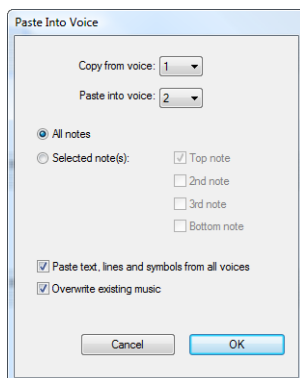 Paste Into Voice
Copy from voice: 1
Paste into voice: 2
All notes
Selected note(s): Top note
2nd note
3rd note
Bottom note
Paste text, lines and symbols from all voices
Overwrite existing music
Cancel OK